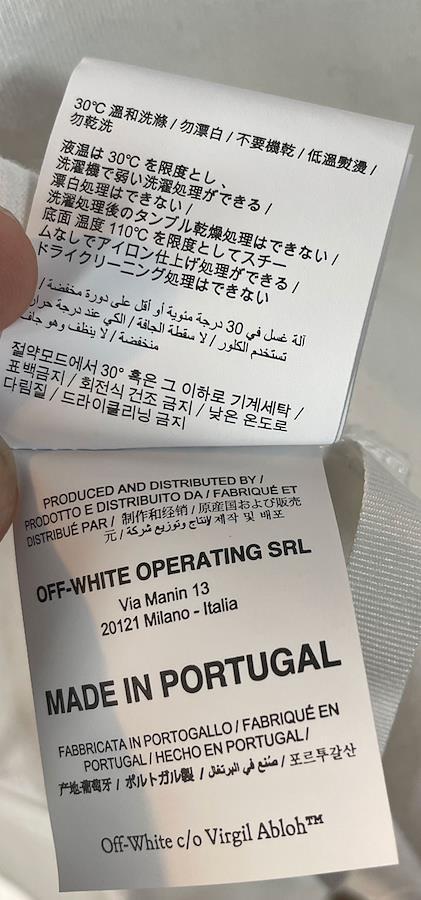 30℃ 溫和洗滌 / 勿漂白 / 不要機乾 / 低溫熨燙 /
勿乾洗
液温は 30℃ を限度とし、
洗濯機で弱い洗濯処理ができる /
漂白処理はできない /
洗濯処理後のタンブル乾燥処理はできない /
底面 温度 110℃ を限度としてスチー
ムなしでアイロン仕上げ処理ができる /
ドライクリーニング処理はできない
آلة غسل في 30 درجة مئوية أو أقل على دورة مخفضة /
تستخدم الكلور / لا سقطة الجافة / الكي عند درجة حرار
منخفضة / لا ينظف وهو جاف
절약모드에서 30° 혹은 그 이하로 기계세탁 /
표백금지 / 회전식 건조 금지 / 낮은 온도로
다림질 / 드라이클리닝 금지
PRODUCED AND DISTRIBUTED BY /
PRODOTTO E DISTRIBUITO DA / FABRIQUÉ ET
DISTRIBUÉ PAR / 制作和经销 / 原産国および販売
元 / إنتاج وتوزيع شركة / 제작 및 배포
OFF-WHITE OPERATING SRL
Via Manin 13
20121 Milano - Italia
MADE IN PORTUGAL
FABBRICATA IN PORTOGALLO / FABRIQUÉ EN
PORTUGAL / HECHO EN PORTUGAL /
产地:葡萄牙 / ポルトガル製 / صنع في البرتغال / 포르투갈산
Off-White c/o Virgil Abloh™